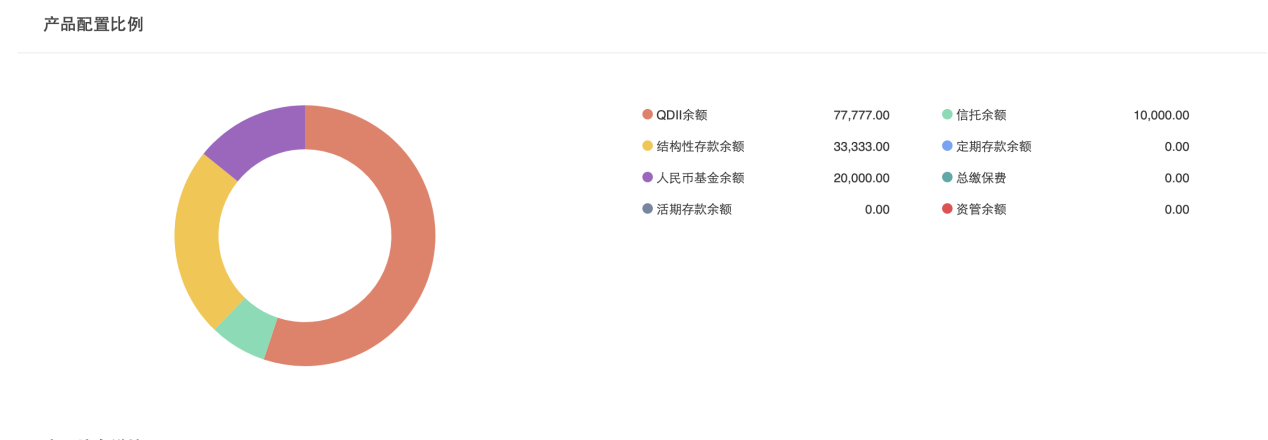 产品配置比例
QDII余额 77,777.00 信托余额 10,000.00
结构性存款余额 33,333.00 定期存款余额 0.00
人民币基金余额 20,000.00 总缴保费 0.00
活期存款余额 0.00 资管余额 0.00